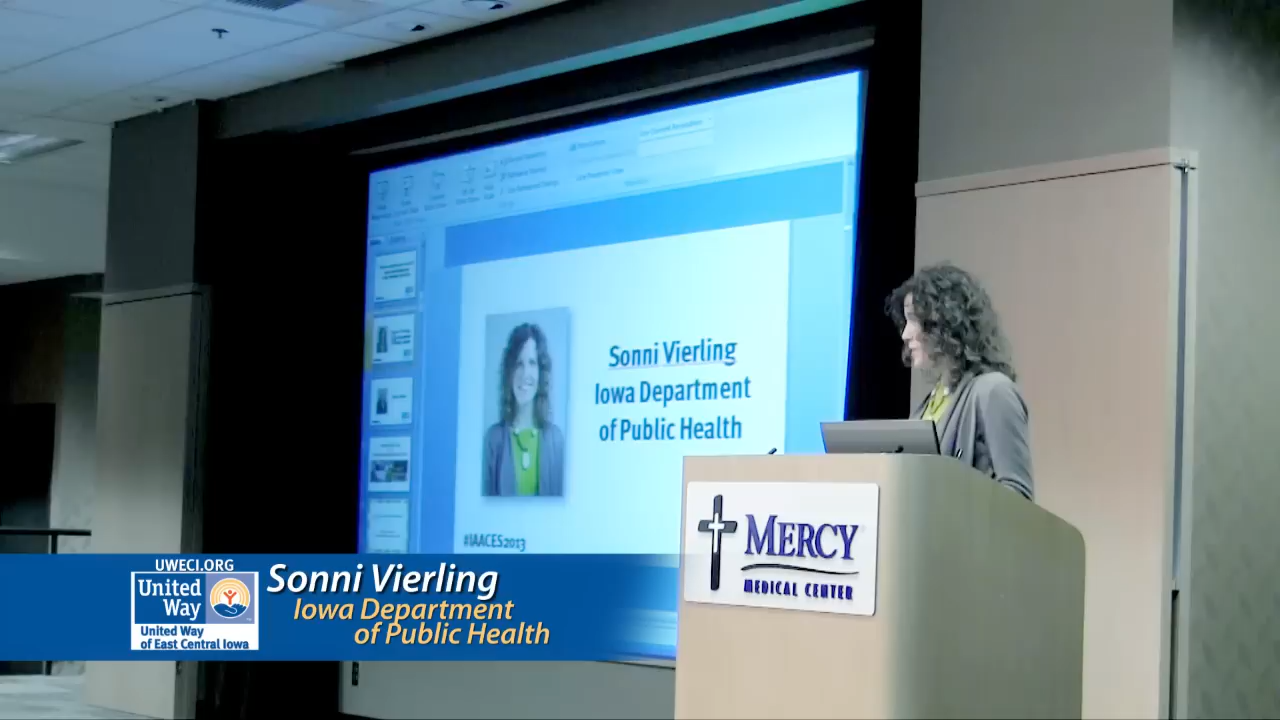 Sonni Vierling
Iowa Department
of Public Health
#IAACES2013
MERCY
MEDICAL CENTER
UWECI.ORG
United
Way
United Way
of East Central Iowa
Sonni Vierling
Iowa Department
of Public Health